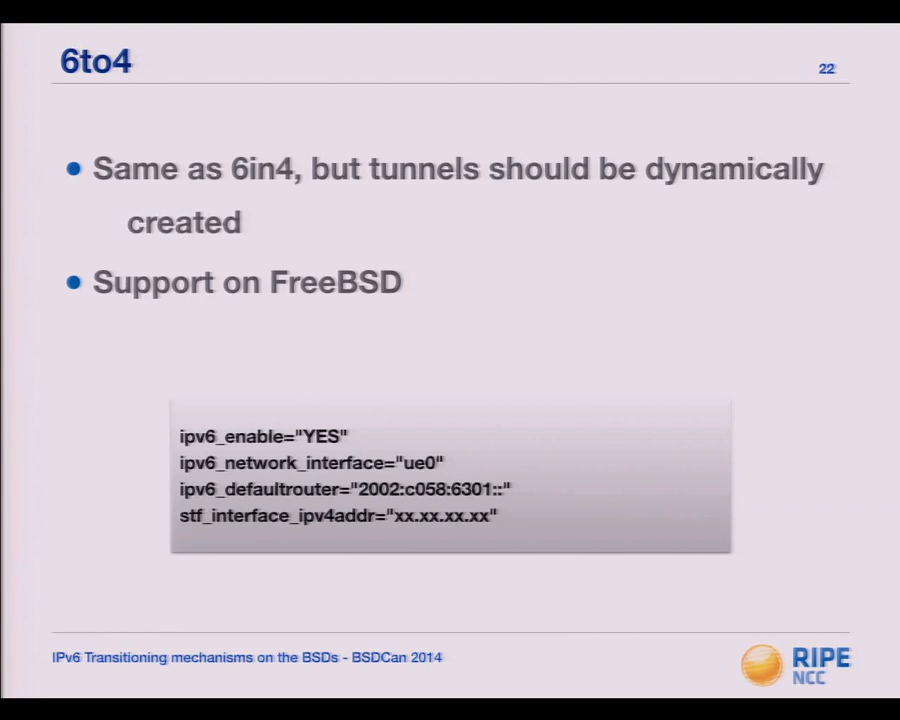 6to4
22
Same as 6in4, but tunnels should be dynamically
created
Support on FreeBSD
ipv6_enable="YES"
ipv6_network_interface="ue0"
ipv6_defaultrouter="2002:c058:6301::"
stf_interface_ipv4addr="xx.xx.xx.xx"
IPv6 Transitioning mechanisms on the BSDs - BSDCan 2014
RIPE
NCC